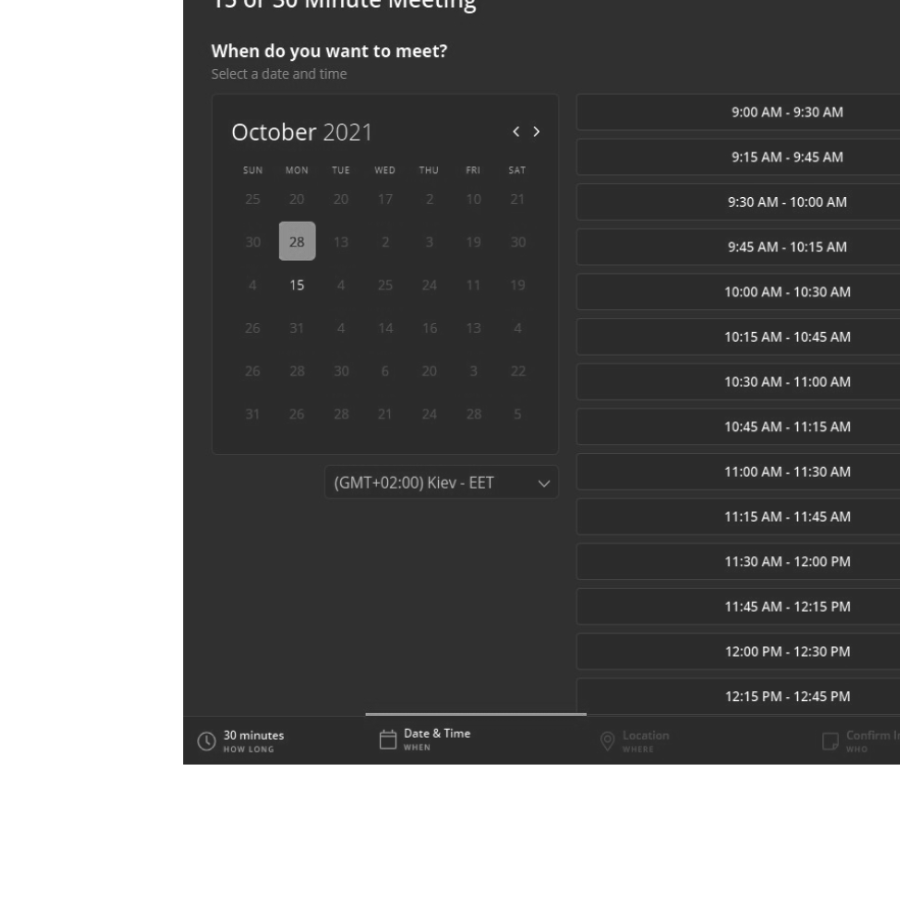 15 or 30 Minute Meeting
When do you want to meet?
Select a date and time
October 2021
SUN MON TUE WED THU FRI SAT
25 20 20 17 2 10 21
30 28 13 2 3 19 30
4 15 4 25 24 11 19
26 31 4 14 16 13 4
26 28 30 6 20 3 22
31 26 28 21 24 28 5
(GMT+02:00) Kiev - EET
9:00 AM - 9:30 AM
9:15 AM - 9:45 AM
9:30 AM - 10:00 AM
9:45 AM - 10:15 AM
10:00 AM - 10:30 AM
10:15 AM - 10:45 AM
10:30 AM - 11:00 AM
10:45 AM - 11:15 AM
11:00 AM - 11:30 AM
11:15 AM - 11:45 AM
11:30 AM - 12:00 PM
11:45 AM - 12:15 PM
12:00 PM - 12:30 PM
12:15 PM - 12:45 PM
30 minutes
HOW LONG
Date & Time
WHEN
Location
WHERE
Confirm
WHO